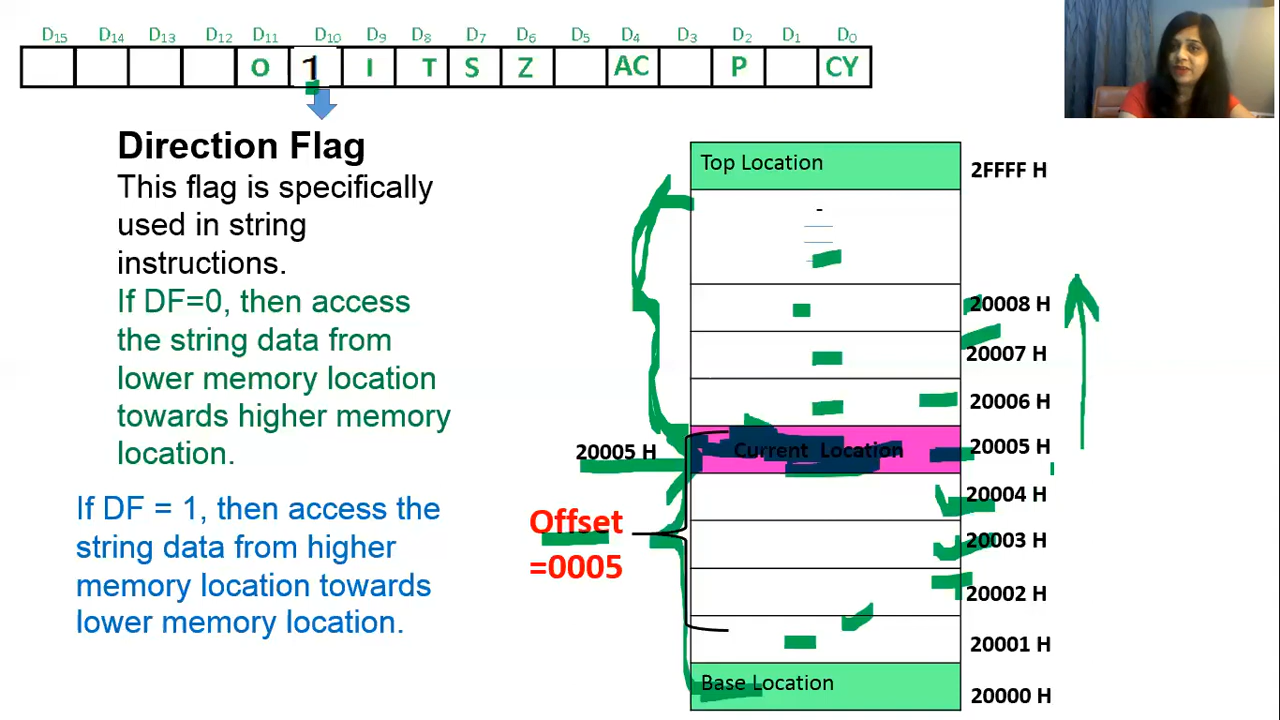 D15 D14 D13 D12 D11 D10 D9 D8 D7 D6 D5 D4 D3 D2 D1 D0
O 1 I T S Z AC P CY
Direction Flag
This flag is specifically
used in string
instructions.
If DF=0, then access
the string data from
lower memory location
towards higher memory
location.
If DF = 1, then access the
string data from higher
memory location towards
lower memory location.
Top Location 2FFFF H
20008 H
20007 H
20006 H
20005 H Current Location 20005 H
20004 H
Offset
=0005
20003 H
20002 H
20001 H
Base Location 20000 H